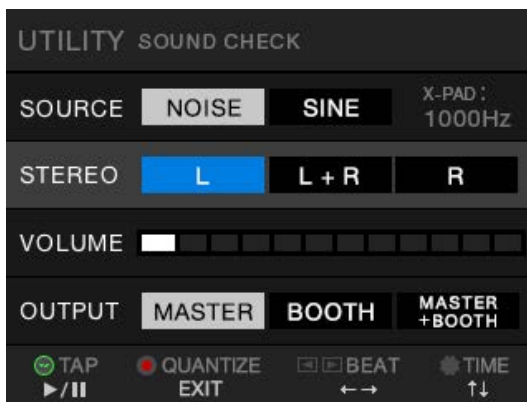 UTILITY SOUND CHECK
SOURCE NOISE SINE X-PAD: 1000Hz
STEREO L L + R R
VOLUME
OUTPUT MASTER BOOTH MASTER +BOOTH
TAP QUANTIZE BEAT TIME
▶/II EXIT ←→ ↑↓